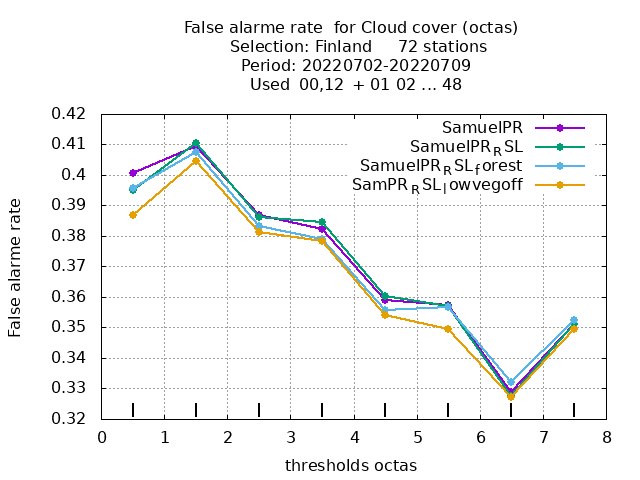 False alarme rate for Cloud cover (octas)
Selection: Finland 72 stations
Period: 20220702-20220709
Used 00,12 + 01 02 ... 48
SamuelPR
SamuelPR_RSL
SamuelPR_RSL_forest
SamPR_RSL_lowvegoff
0.42
0.41
0.4
0.39
0.38
0.37
0.36
0.35
0.34
0.33
0.32
False alarme rate
0 1 2 3 4 5 6 7 8
thresholds octas